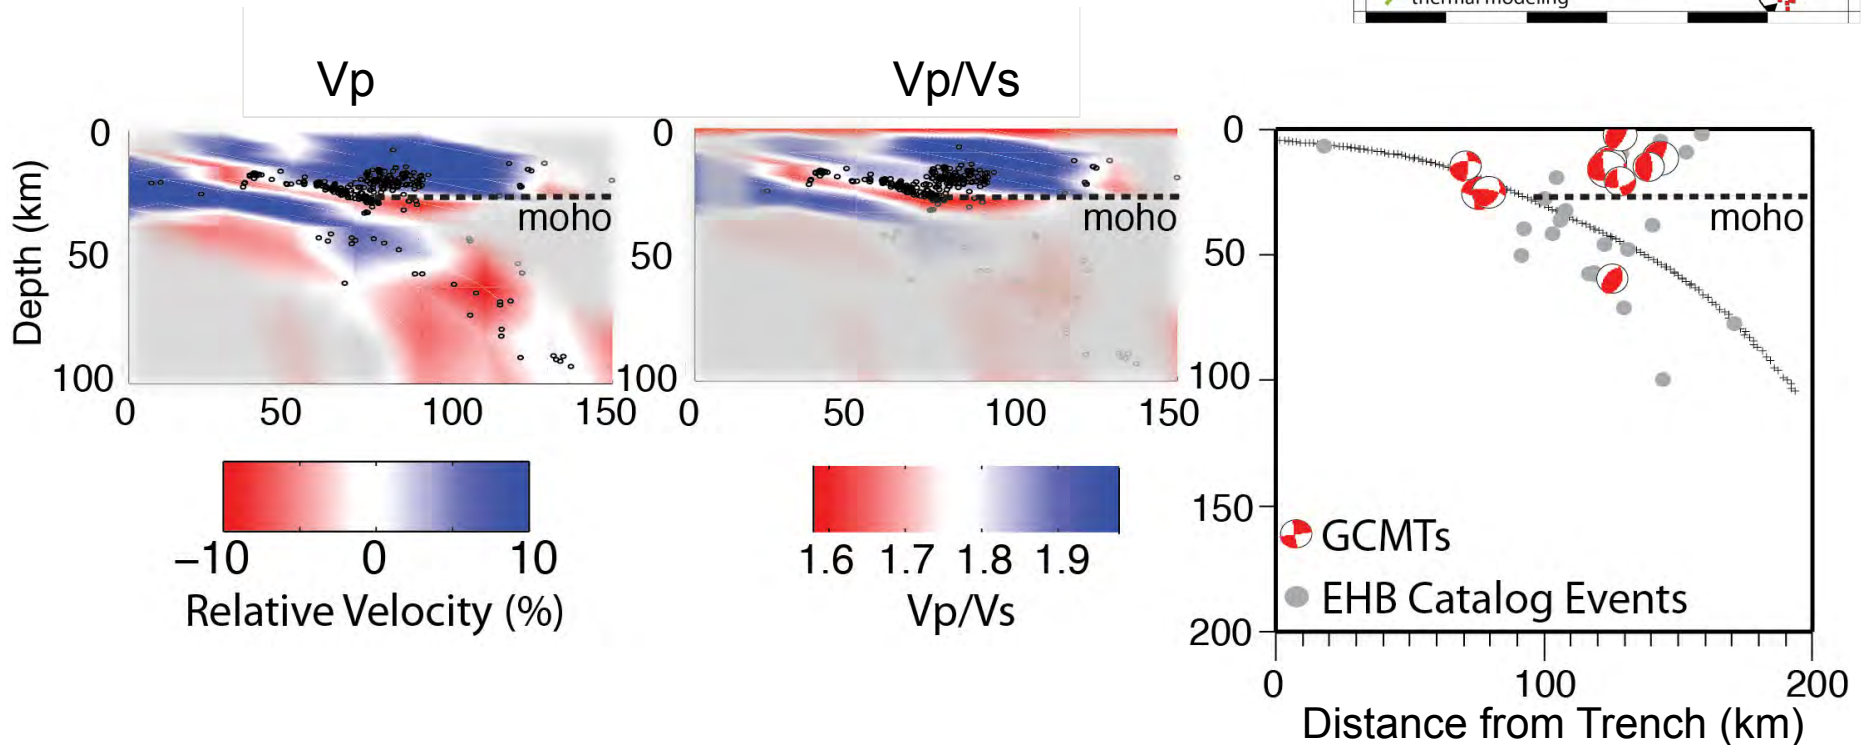 thermal modeling
Vp
Vp/Vs
0
50
100
Depth (km)
moho
0 50 100 150
0
50
100
moho
0 50 100 150
−10 0 10
Relative Velocity (%)
1.6 1.7 1.8 1.9
Vp/Vs
0
50
100
150
200
moho
GCMTs
EHB Catalog Events
0 100 200
Distance from Trench (km)